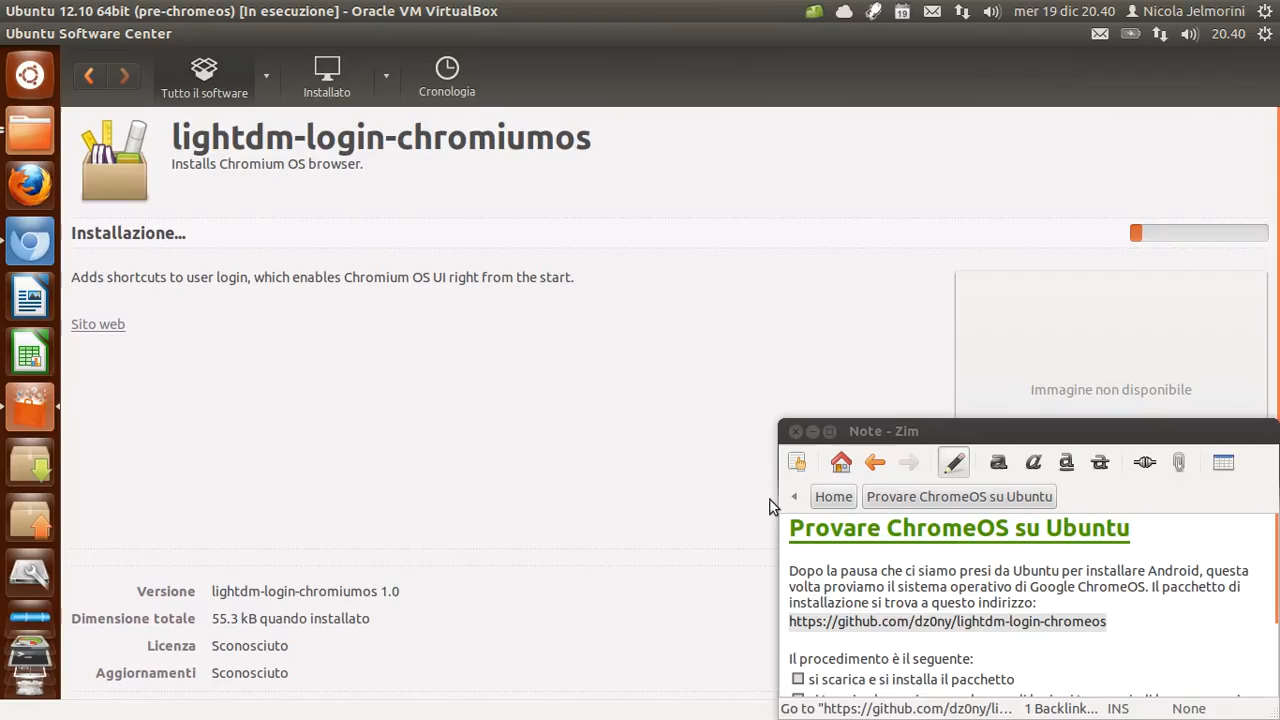 Ubuntu 12.10 64bit (pre-chromeos) [In esecuzione] - Oracle VM VirtualBox
mer 19 dic 20.40
Nicola Jelmorini
Ubuntu Software Center
20.40
Tutto il software
Installato
Cronologia
lightdm-login-chromiumos
Installs Chromium OS browser.
Installazione...
Adds shortcuts to user login, which enables Chromium OS UI right from the start.
Sito web
Immagine non disponibile
Versione lightdm-login-chromiumos 1.0
Dimensione totale 55.3 kB quando installato
Licenza Sconosciuto
Aggiornamenti Sconosciuto
Note - Zim
Home
Provare ChromeOS su Ubuntu
Provare ChromeOS su Ubuntu
Dopo la pausa che ci siamo presi da Ubuntu per installare Android, questa
volta proviamo il sistema operativo di Google ChromeOS. Il pacchetto di
installazione si trova a questo indirizzo:
https://github.com/dz0ny/lightdm-login-chromeos
Il procedimento è il seguente:
si scarica e si installa il pacchetto
Go to "https://github.com/dz0ny/li...
1 Backlink...
INS
None